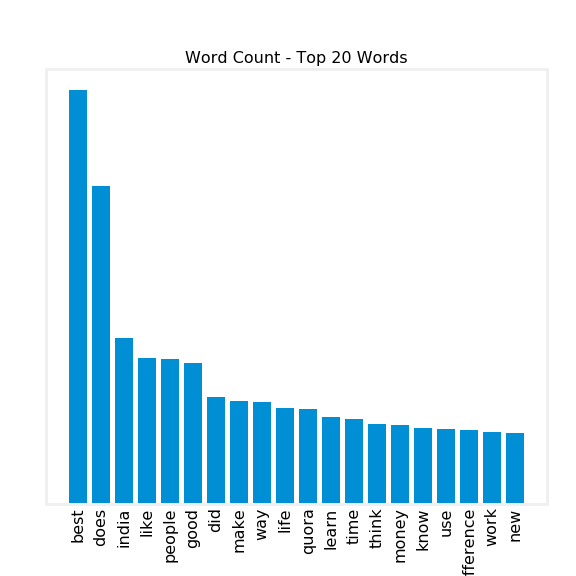 Word Count - Top 20 Words
best
does
india
like
people
good
did
make
way
life
quora
learn
time
think
money
know
use
fference
work
new